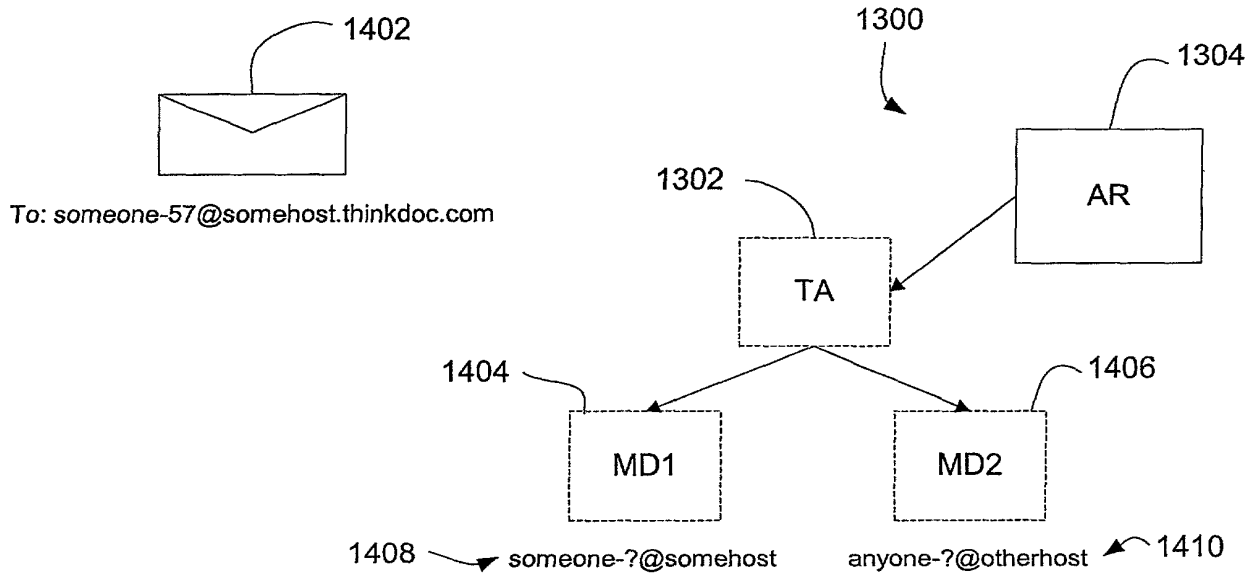 1402
1300
1304
AR
1302
To: someone-57@somehost.thinkdoc.com
TA
1404
1406
MD1
MD2
1408
someone-?@somehost
anyone-?@otherhost
1410